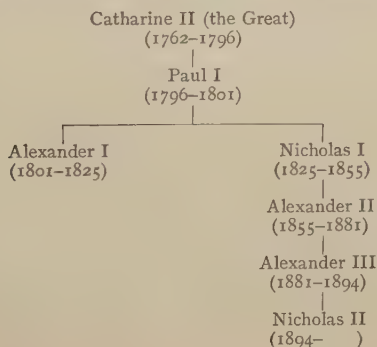 Catharine II (the Great)
(1762–1796)
Paul I
(1796–1801)
Alexander I
(1801–1825)
Nicholas I
(1825–1855)
Alexander II
(1855–1881)
Alexander III
(1881–1894)
Nicholas II
(1894– )